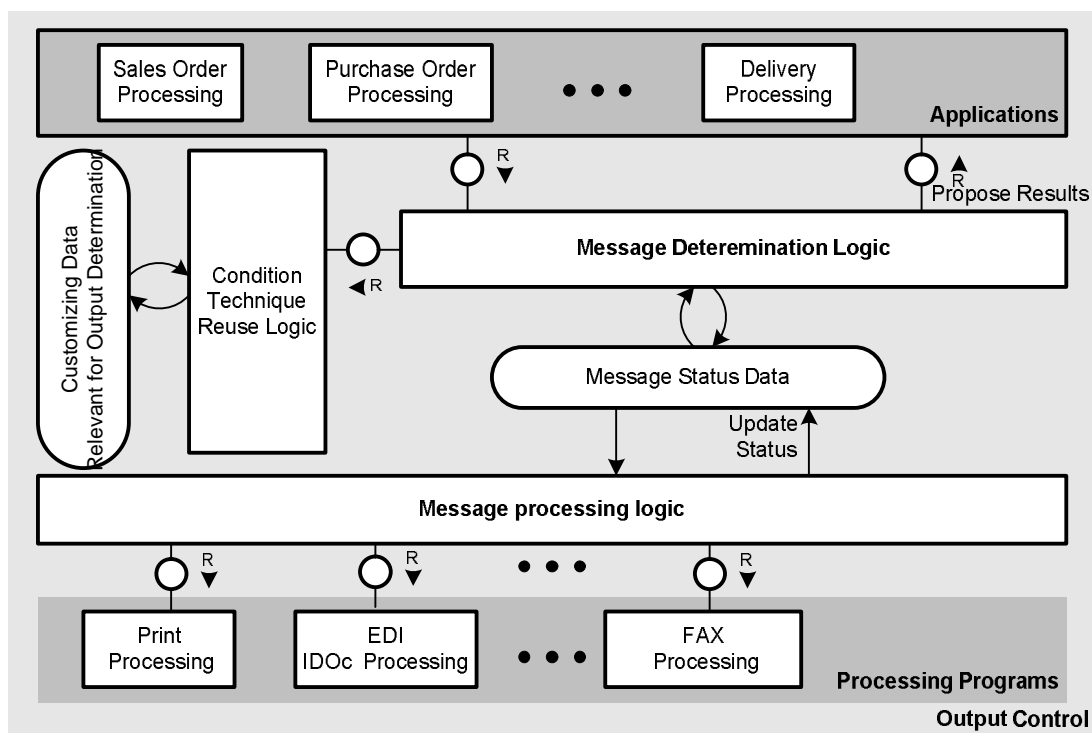 Sales Order
Processing
Purchase Order
Processing
Delivery
Processing
Applications
R
R
Propose Results
Customizing Data
Relevant for Output Determination
Condition
Technique
Reuse Logic
R
Message Deteremination Logic
Message Status Data
Update
Status
Message processing logic
R
R
R
Print
Processing
EDI
IDOc Processing
FAX
Processing
Processing Programs
Output Control